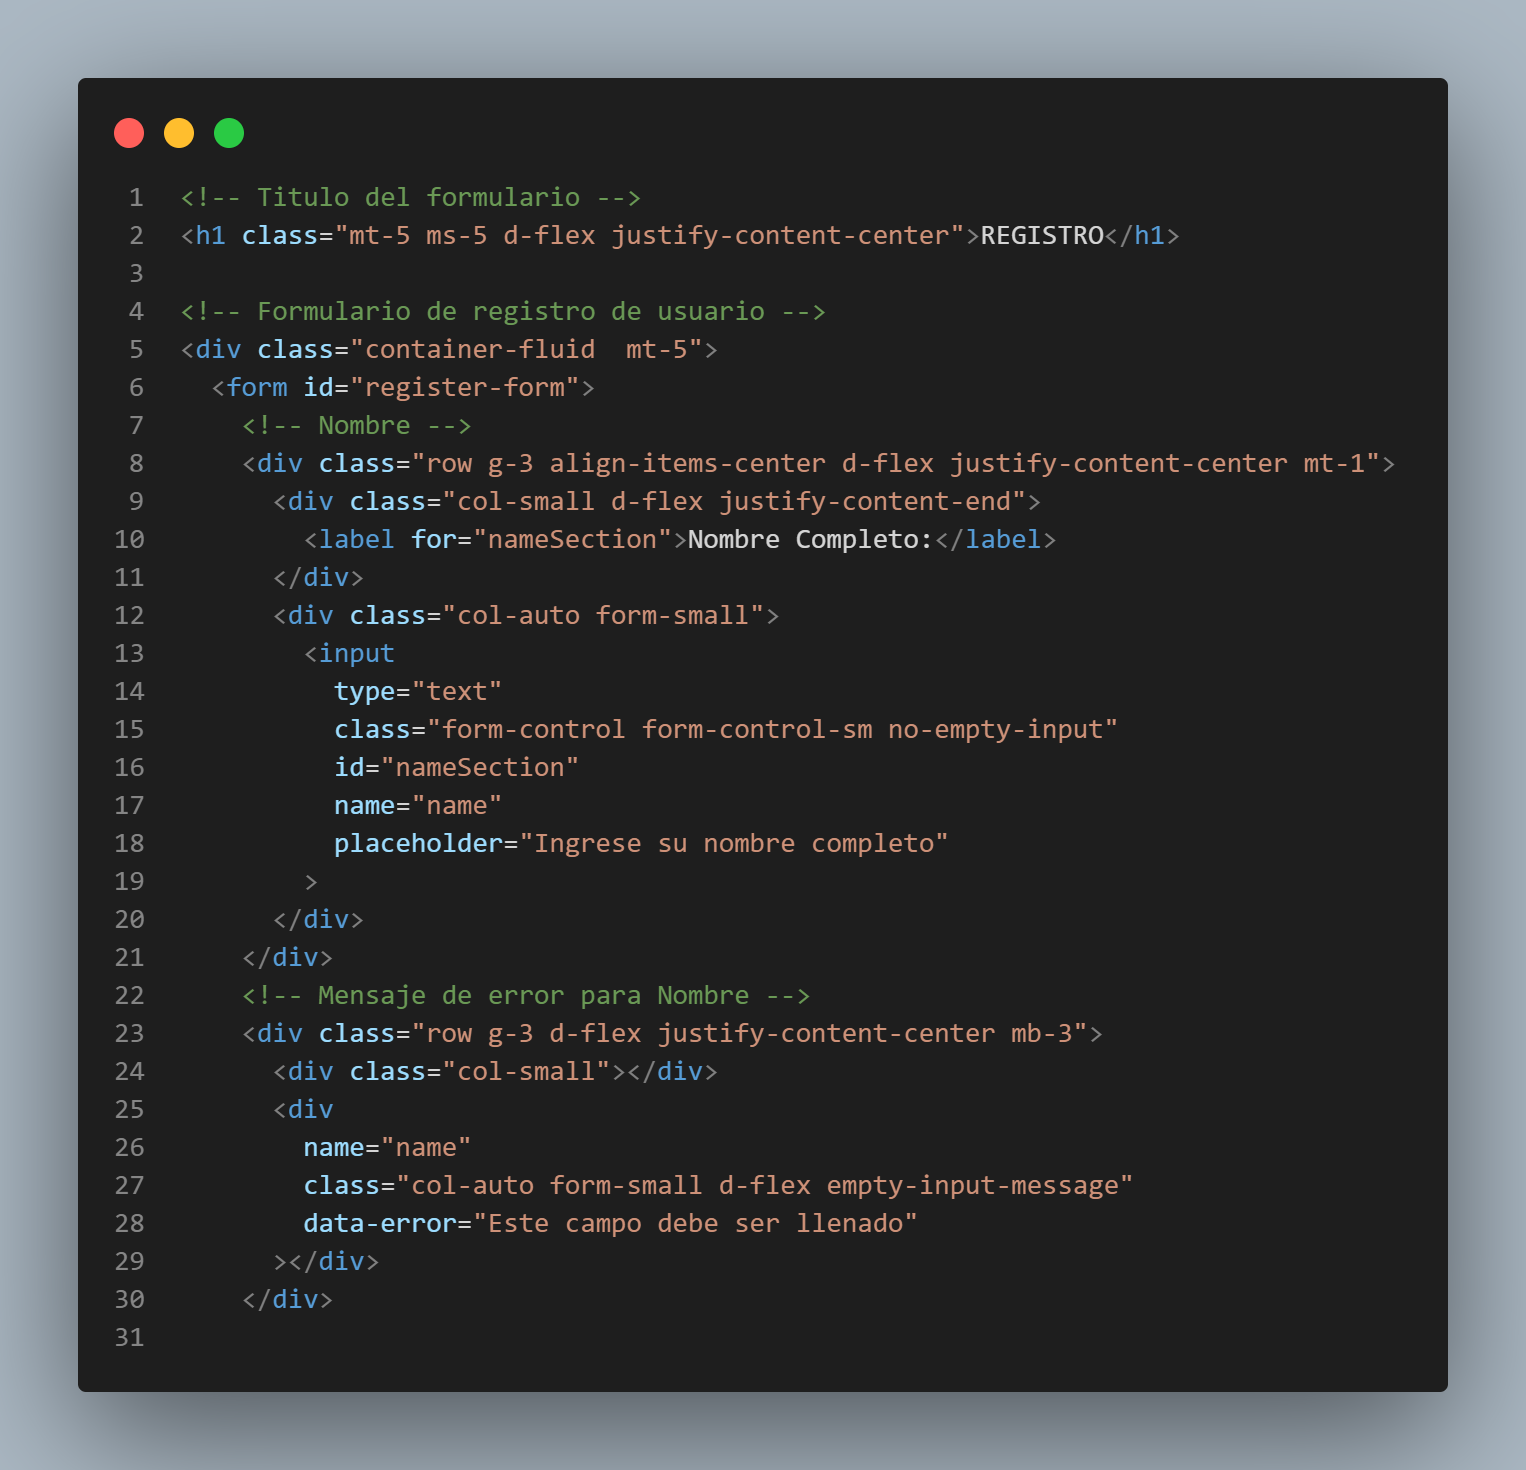 1 <!-- Titulo del formulario -->
2 <h1 class="mt-5 ms-5 d-flex justify-content-center">REGISTRO</h1>
3
4 <!-- Formulario de registro de usuario -->
5 <div class="container-fluid  mt-5">
6   <form id="register-form">
7     <!-- Nombre -->
8     <div class="row g-3 align-items-center d-flex justify-content-center mt-1">
9       <div class="col-small d-flex justify-content-end">
10         <label for="nameSection">Nombre Completo:</label>
11       </div>
12       <div class="col-auto form-small">
13         <input
14           type="text"
15           class="form-control form-control-sm no-empty-input"
16           id="nameSection"
17           name="name"
18           placeholder="Ingrese su nombre completo"
19         >
20       </div>
21     </div>
22     <!-- Mensaje de error para Nombre -->
23     <div class="row g-3 d-flex justify-content-center mb-3">
24       <div class="col-small"></div>
25       <div
26         name="name"
27         class="col-auto form-small d-flex empty-input-message"
28         data-error="Este campo debe ser llenado"
29       ></div>
30     </div>
31